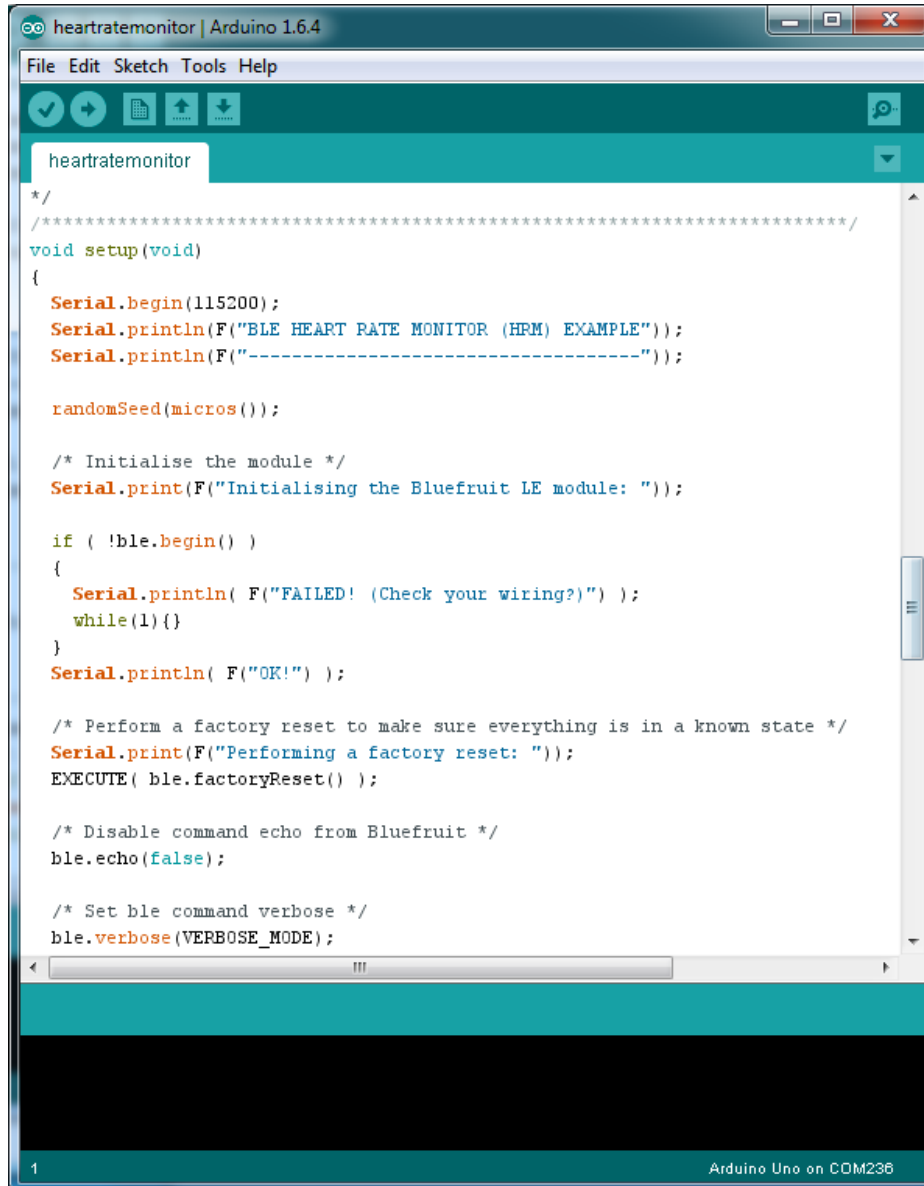 heartratemonitor | Arduino 1.6.4
File Edit Sketch Tools Help
heartratemonitor
*/
/**************************************************************************/
void setup(void)
{
  Serial.begin(115200);
  Serial.println(F("BLE HEART RATE MONITOR (HRM) EXAMPLE"));
  Serial.println(F("------------------------------------"));

  randomSeed(micros());

  /* Initialise the module */
  Serial.print(F("Initialising the Bluefruit LE module: "));

  if ( !ble.begin() )
  {
    Serial.println( F("FAILED! (Check your wiring?)") );
    while(1){}
  }
  Serial.println( F("OK!") );

  /* Perform a factory reset to make sure everything is in a known state */
  Serial.print(F("Performing a factory reset: "));
  EXECUTE( ble.factoryReset() );

  /* Disable command echo from Bluefruit */
  ble.echo(false);

  /* Set ble command verbose */
  ble.verbose(VERBOSE_MODE);
1 Arduino Uno on COM236